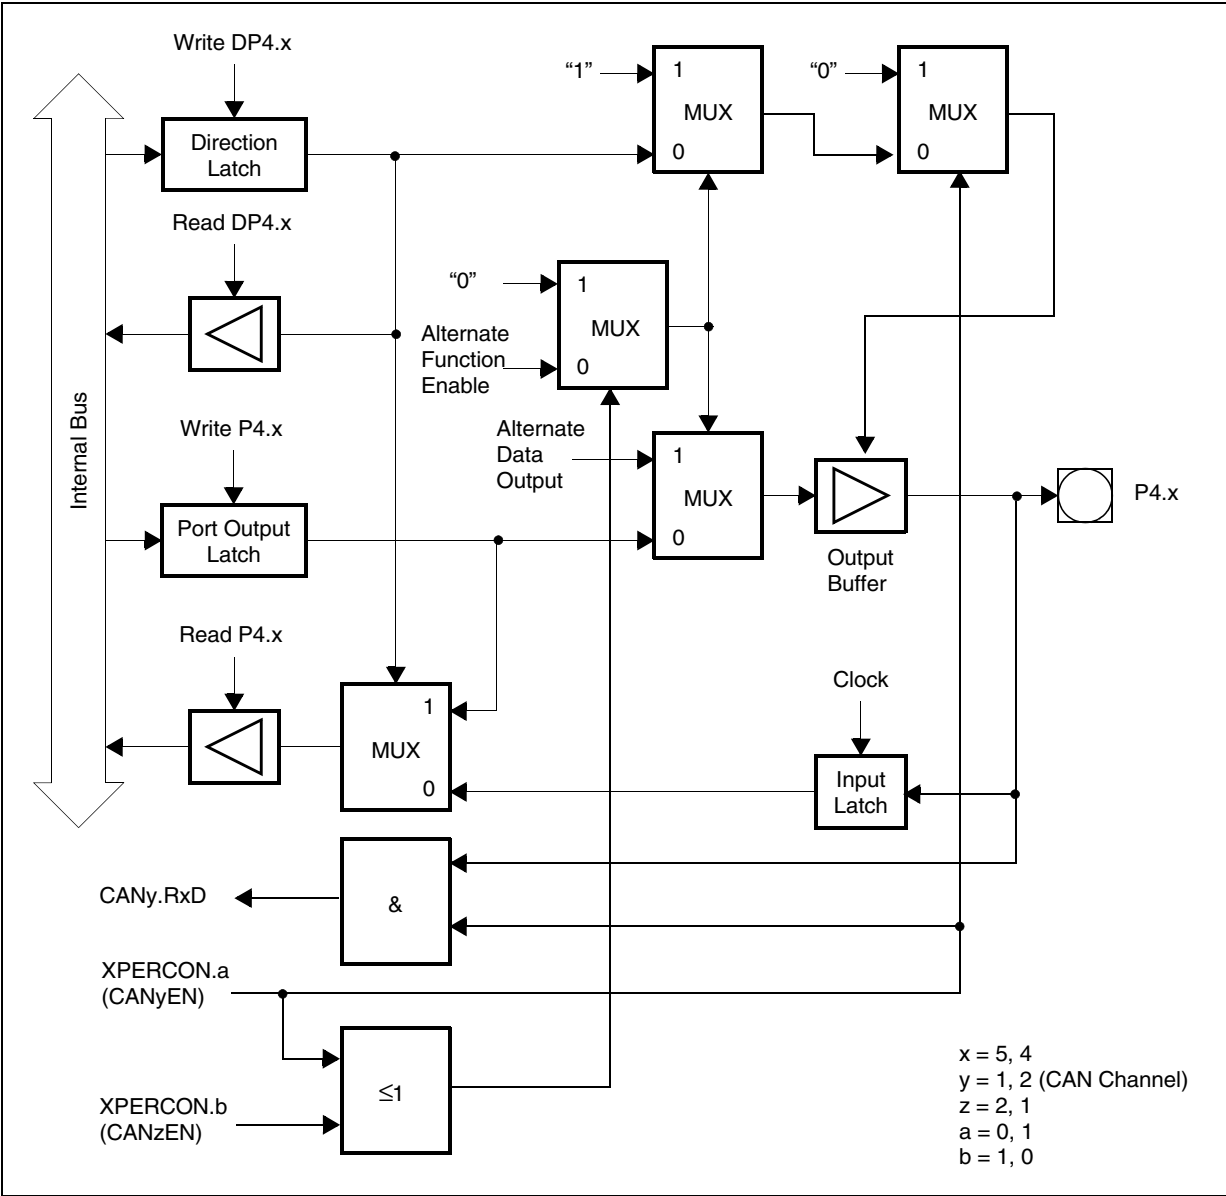 Write DP4.x
Direction
Latch
Read DP4.x
Internal Bus
Write P4.x
Port Output
Latch
Read P4.x
“1”
1
MUX
0
“0”
1
MUX
0
“0”
1
MUX
0
Alternate
Function
Enable
Alternate
Data
Output
1
MUX
0
Output
Buffer
P4.x
1
MUX
0
Clock
Input
Latch
CANy.RxD
&
XPERCON.a
(CANyEN)
≤1
XPERCON.b
(CANzEN)
x = 5, 4
y = 1, 2 (CAN Channel)
z = 2, 1
a = 0, 1
b = 1, 0